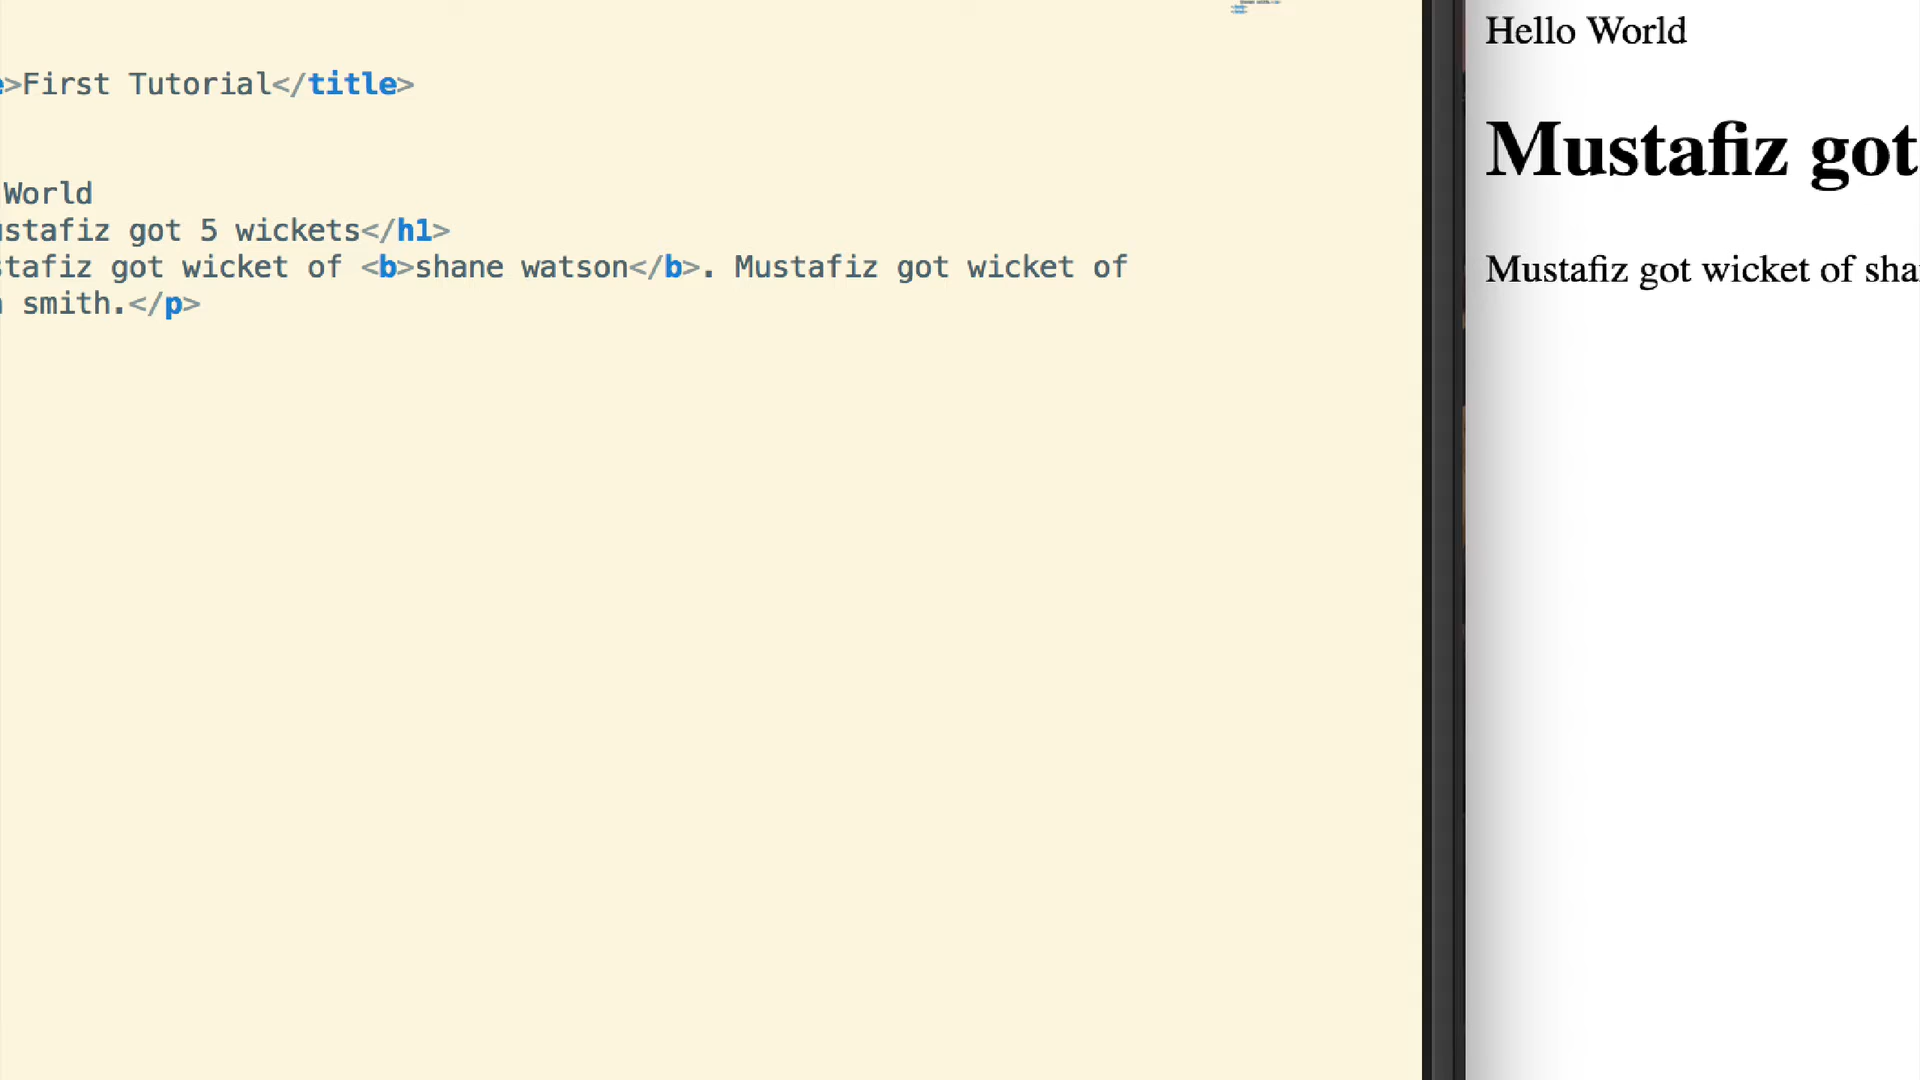 >First Tutorial</title>
World
stafiz got 5 wickets</h1>
stafiz got wicket of <b>shane watson</b>. Mustafiz got wicket of
smith.</p>
Hello World
Mustafiz got
Mustafiz got wicket of sha